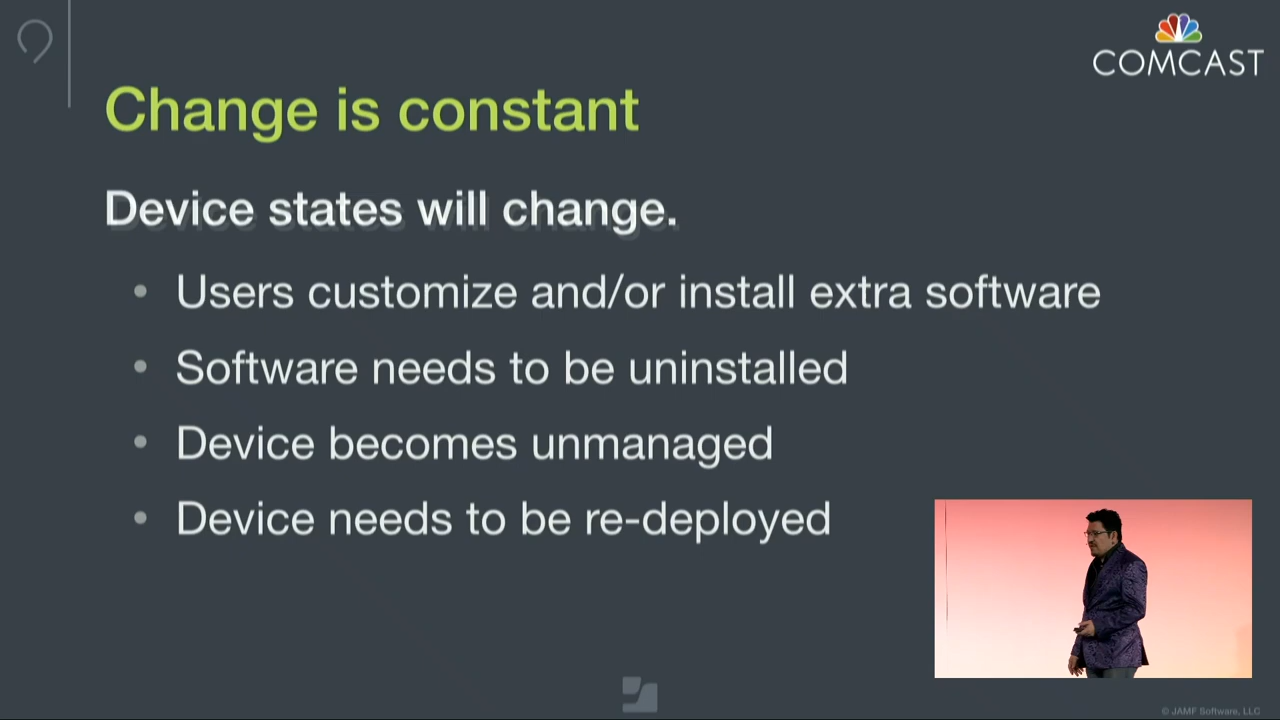 COMCAST
Change is constant
Device states will change.
• Users customize and/or install extra software
• Software needs to be uninstalled
• Device becomes unmanaged
• Device needs to be re-deployed
© JAMF Software, LLC